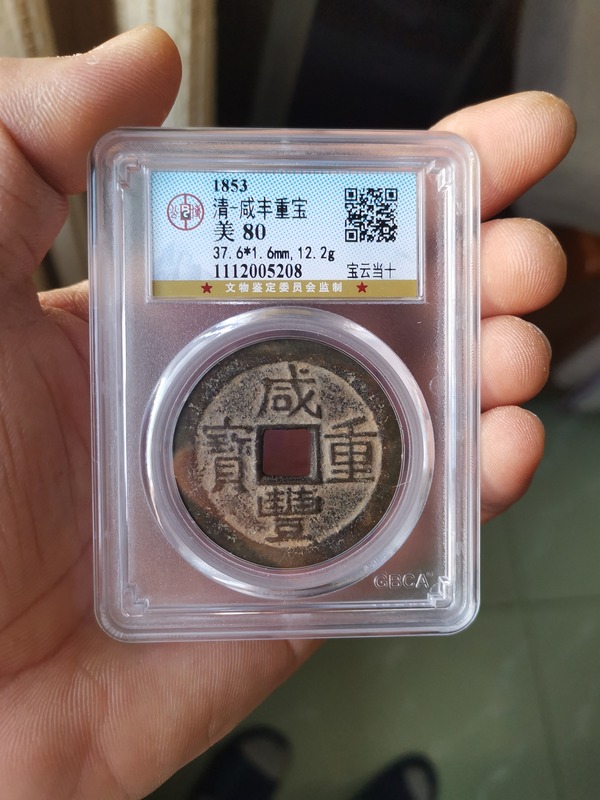 1853
清-咸丰重宝
美 80
37.6*1.6mm,12.2g
1112005208 宝云当十
★ 文物鉴定委员会监制 ★
咸
寶 重
豐
GBCA